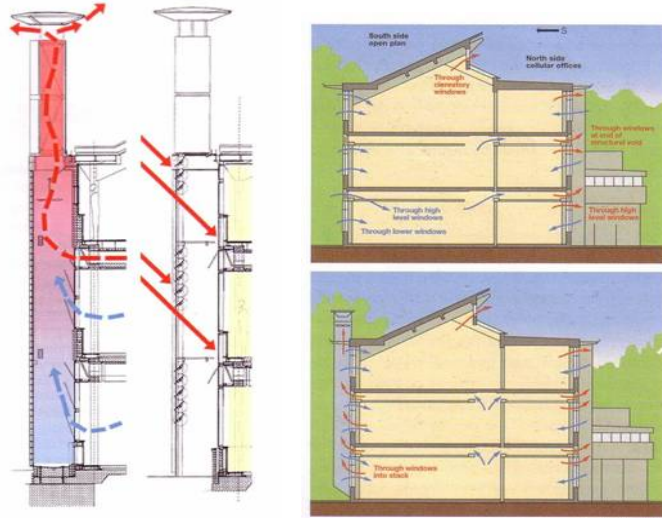 S
South side
open plan
North side
cellular offices
Through
clerestory
windows
Through windows
at end of
structural void
Through high
level windows
Through lower windows
Through high
level windows
Through windows
into stack